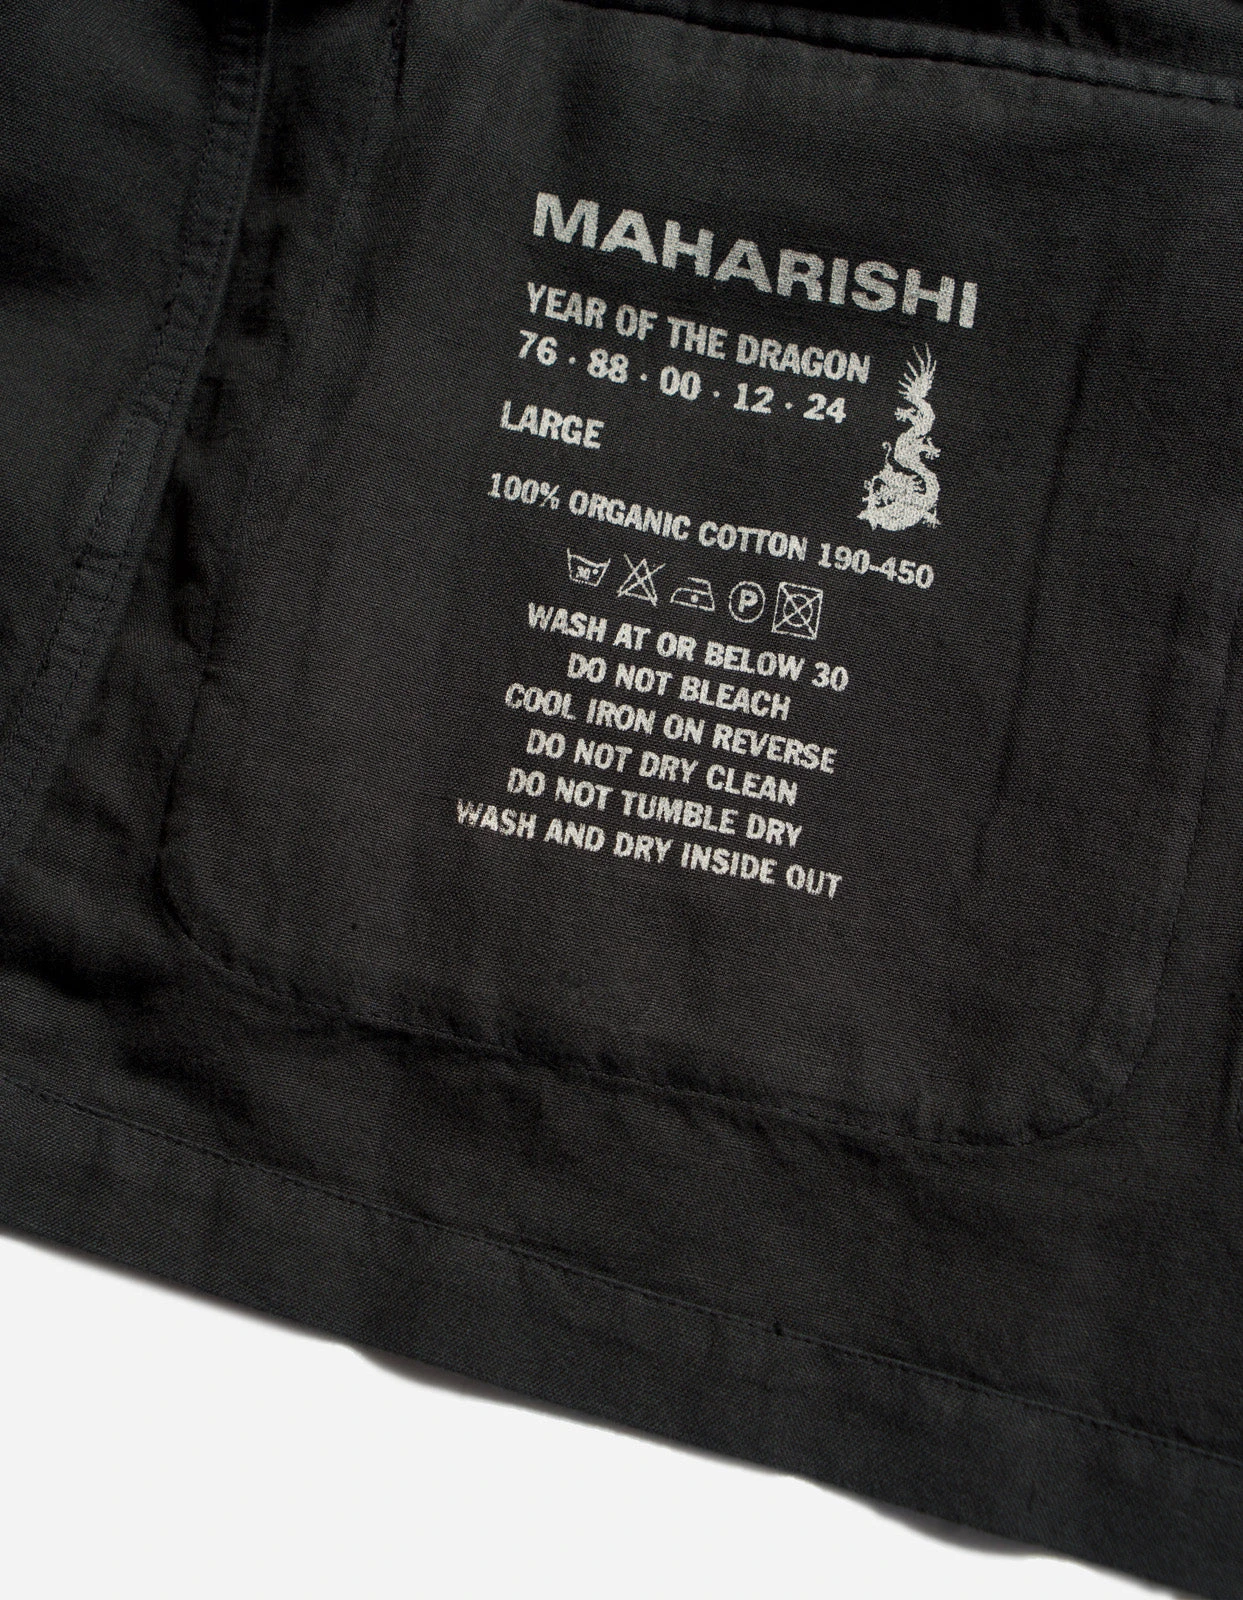 MAHARISHI
YEAR OF THE DRAGON
76 · 88 · 00 · 12 · 24
LARGE
100% ORGANIC COTTON 190-450
30°
P
WASH AT OR BELOW 30
DO NOT BLEACH
COOL IRON ON REVERSE
DO NOT DRY CLEAN
DO NOT TUMBLE DRY
WASH AND DRY INSIDE OUT